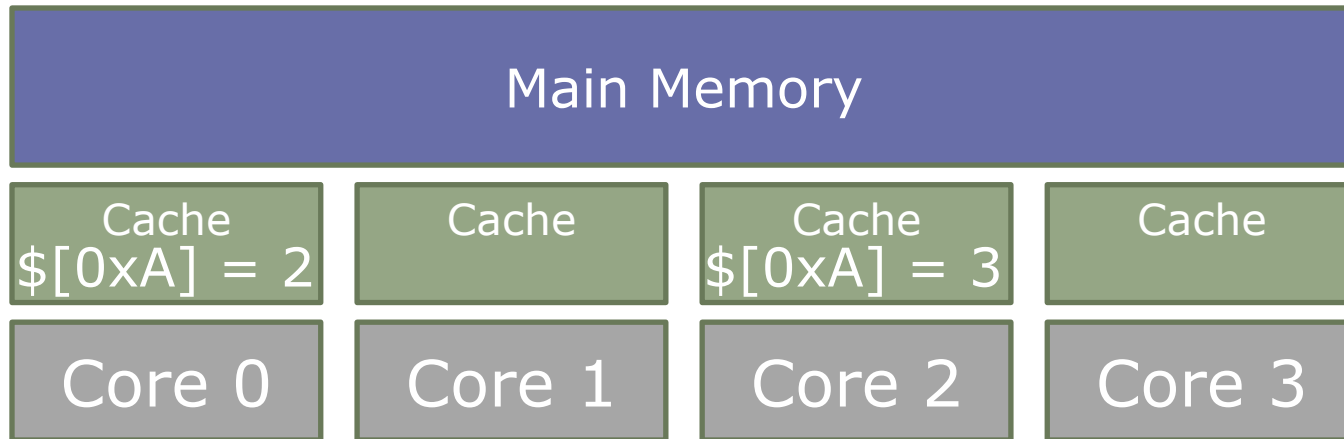 Main Memory
Cache
$[0xA] = 2
Cache
Cache
$[0xA] = 3
Cache
Core 0
Core 1
Core 2
Core 3